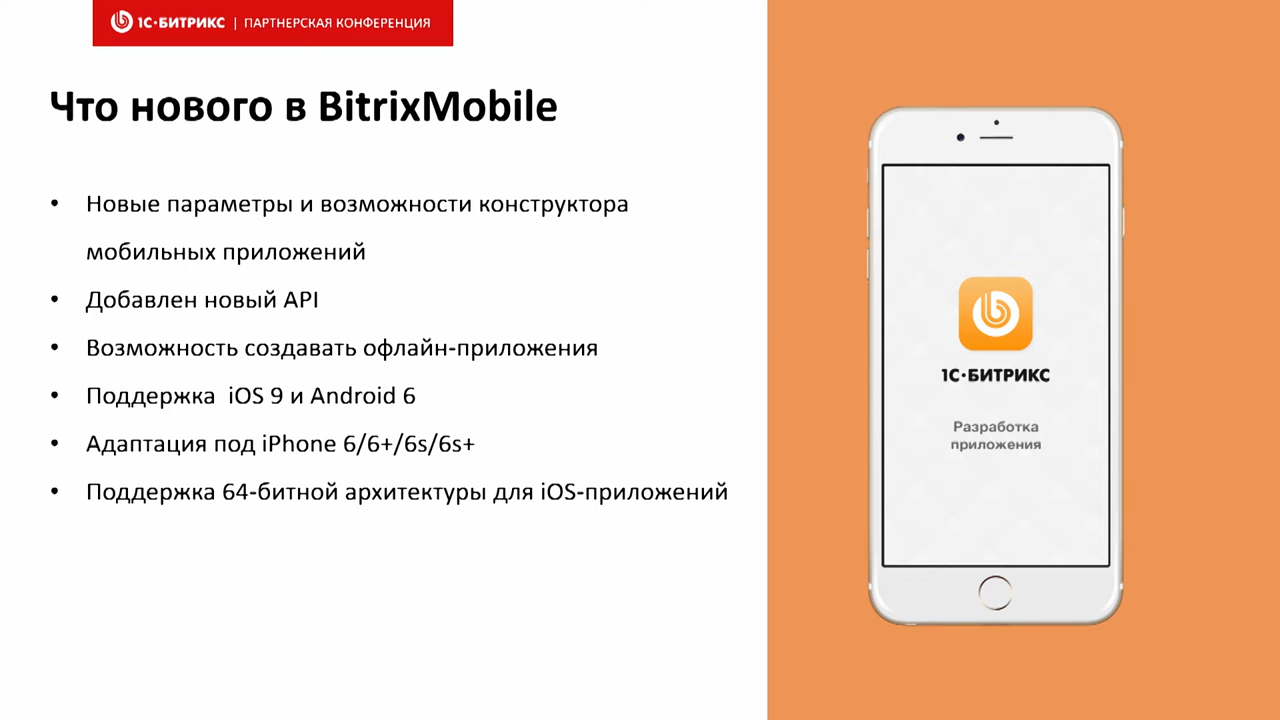 1С·БИТРИКС | ПАРТНЕРСКАЯ КОНФЕРЕНЦИЯ
Что нового в BitrixMobile
• Новые параметры и возможности конструктора
мобильных приложений
• Добавлен новый API
• Возможность создавать офлайн-приложения
• Поддержка iOS 9 и Android 6
• Адаптация под iPhone 6/6+/6s/6s+
• Поддержка 64-битной архитектуры для iOS-приложений
1С·БИТРИКС
Разработка
приложения